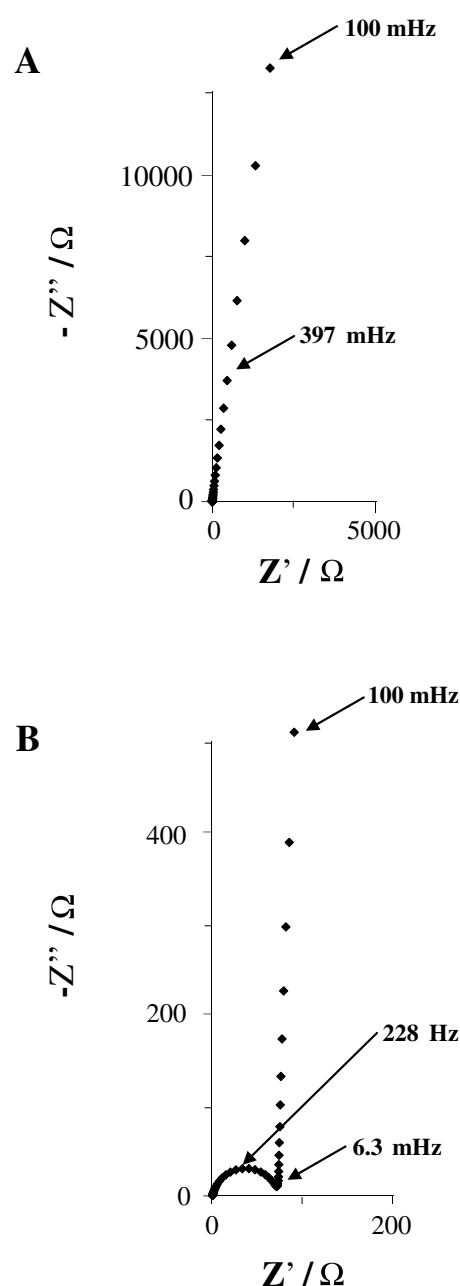 A
100 mHz
10000
- Z’’ / Ω
5000
397 mHz
0
0
5000
Z’ / Ω
B
100 mHz
400
-Z’’ / Ω
200
228 Hz
6.3 mHz
0
0
200
Z’ / Ω